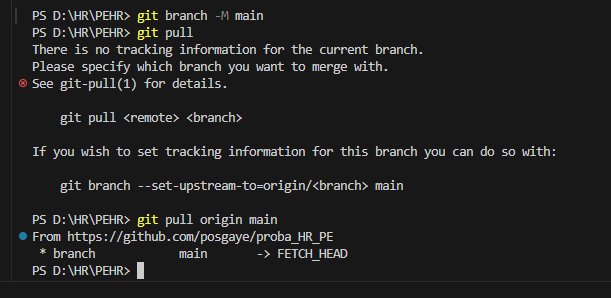 PS D:\HR\PEHR> git branch -M main
PS D:\HR\PEHR> git pull
There is no tracking information for the current branch.
Please specify which branch you want to merge with.
See git-pull(1) for details.
git pull <remote> <branch>
If you wish to set tracking information for this branch you can do so with:
git branch --set-upstream-to=origin/<branch> main
PS D:\HR\PEHR> git pull origin main
From https://github.com/posgaye/proba_HR_PE
* branch            main       -> FETCH_HEAD
PS D:\HR\PEHR>